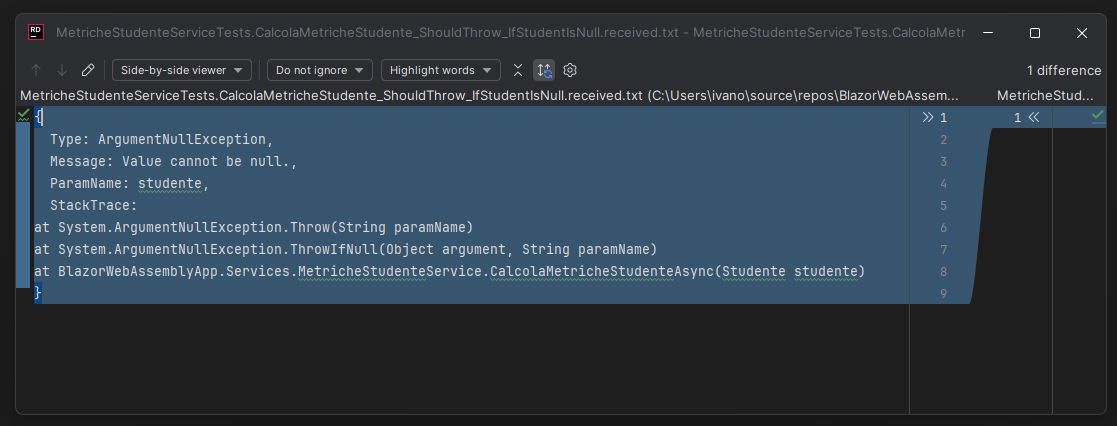 RD MetricheStudenteServiceTests.CalcolaMetricheStudente_ShouldThrow_IfStudentIsNull.received.txt - MetricheStudenteServiceTests.CalcolaMetr
Side-by-side viewer Do not ignore Highlight words 1 difference
MetricheStudenteServiceTests.CalcolaMetricheStudente_ShouldThrow_IfStudentIsNull.received.txt (C:\Users\ivano\source\repos\BlazorWebAssem... MetricheStud...
{ 1 1
Type: ArgumentNullException, 2
Message: Value cannot be null., 3
ParamName: studente, 4
StackTrace: 5
at System.ArgumentNullException.Throw(String paramName) 6
at System.ArgumentNullException.ThrowIfNull(Object argument, String paramName) 7
at BlazorWebAssemblyApp.Services.MetricheStudenteService.CalcolaMetricheStudenteAsync(Studente studente) 8
} 9